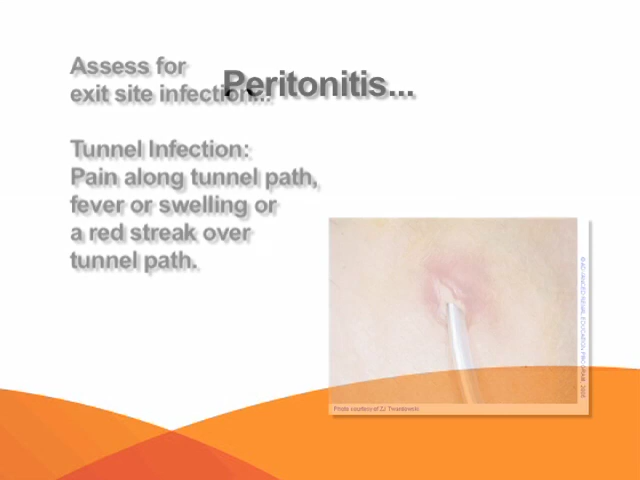 Assess for
exit site infection...
Peritonitis...
Tunnel Infection:
Pain along tunnel path,
fever or swelling or
a red streak over
tunnel path.
Photo courtesy of ZJ Twardowski